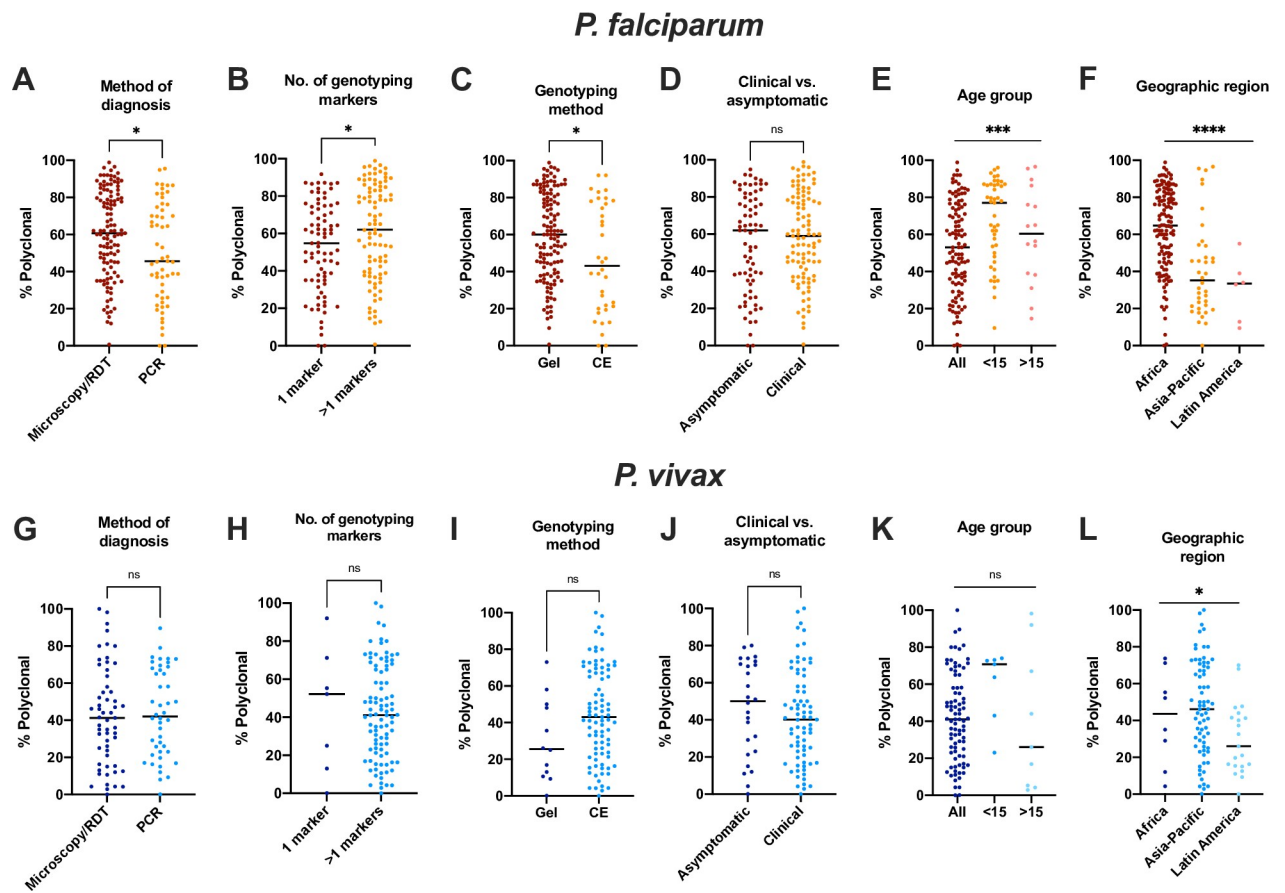 P. falciparum
A
Method of
diagnosis
*
% Polyclonal
100
80
60
40
20
0
Microscopy/RDT
PCR
B
No. of genotyping
markers
*
% Polyclonal
100
80
60
40
20
0
1 marker
>1 markers
C
Genotyping
method
*
% Polyclonal
100
80
60
40
20
0
Gel
CE
D
Clinical vs.
asymptomatic
ns
% Polyclonal
100
80
60
40
20
0
Asymptomatic
Clinical
E
Age group
***
% Polyclonal
100
80
60
40
20
0
All
<15
>15
F
Geographic region
****
% Polyclonal
100
80
60
40
20
0
Africa
Asia-Pacific
Latin America
P. vivax
G
Method of
diagnosis
ns
% Polyclonal
100
80
60
40
20
0
Microscopy/RDT
PCR
H
No. of genotyping
markers
ns
% Polyclonal
100
80
60
40
20
0
1 marker
>1 markers
I
Genotyping
method
ns
% Polyclonal
100
80
60
40
20
0
Gel
CE
J
Clinical vs.
asymptomatic
ns
% Polyclonal
100
80
60
40
20
0
Asymptomatic
Clinical
K
Age group
ns
% Polyclonal
100
80
60
40
20
0
All
<15
>15
L
Geographic
region
*
% Polyclonal
100
80
60
40
20
0
Africa
Asia-Pacific
Latin America